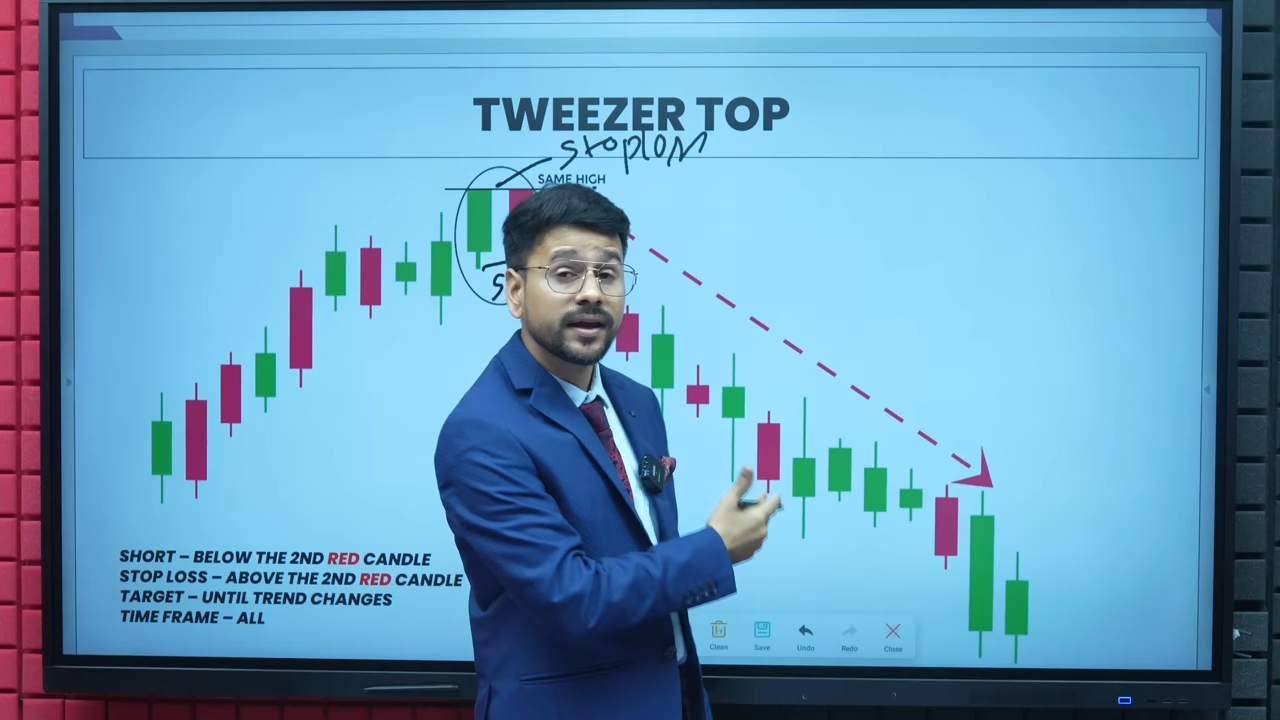 TWEEZER TOP
stoploss
SAME HIGH
S
SHORT – BELOW THE 2ND RED CANDLE
STOP LOSS – ABOVE THE 2ND RED CANDLE
TARGET – UNTIL TREND CHANGES
TIME FRAME – ALL
Clean Save Undo Redo Close